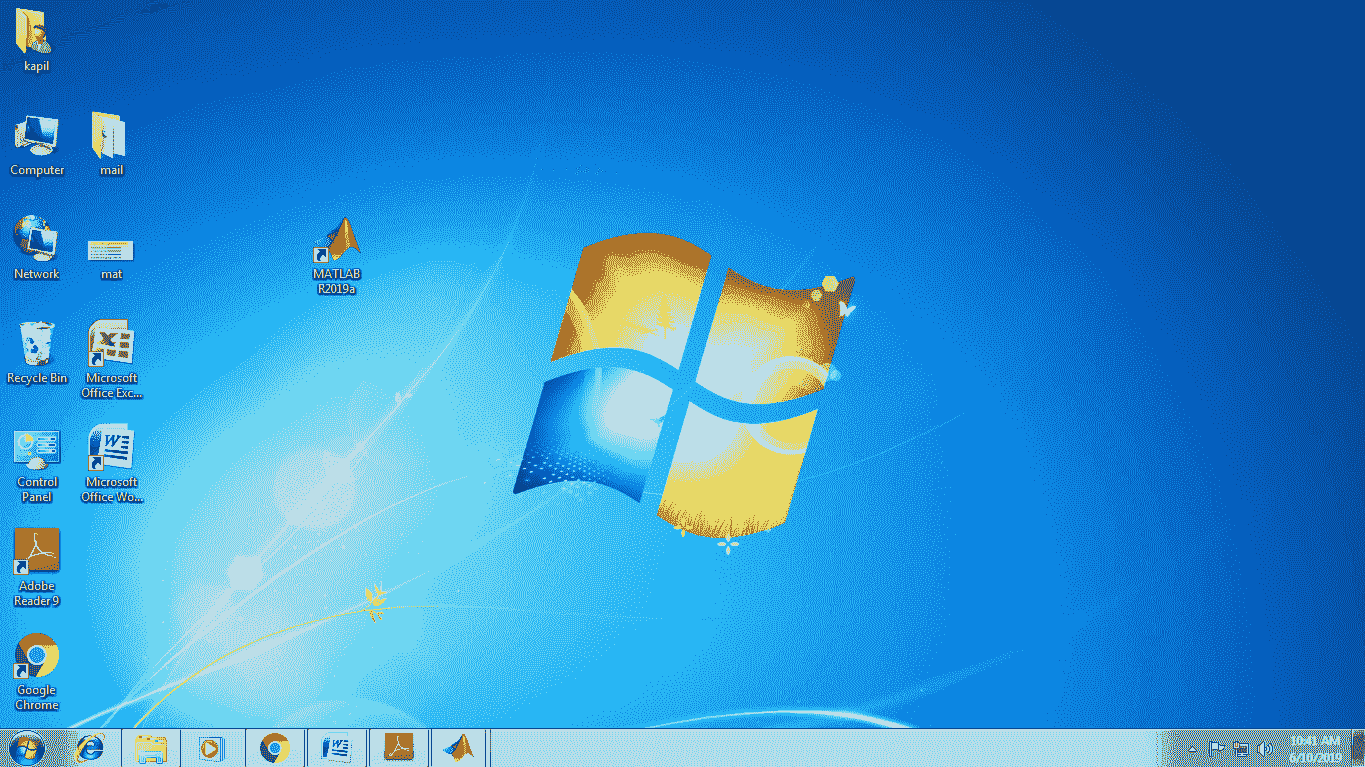 kapil
Computer
mail
Network
mat
MATLAB
R2019a
Recycle Bin
Microsoft
Office Exc...
Control
Panel
Microsoft
Office Wo...
Adobe
Reader 9
Google
Chrome
10:41 AM
6/10/2019